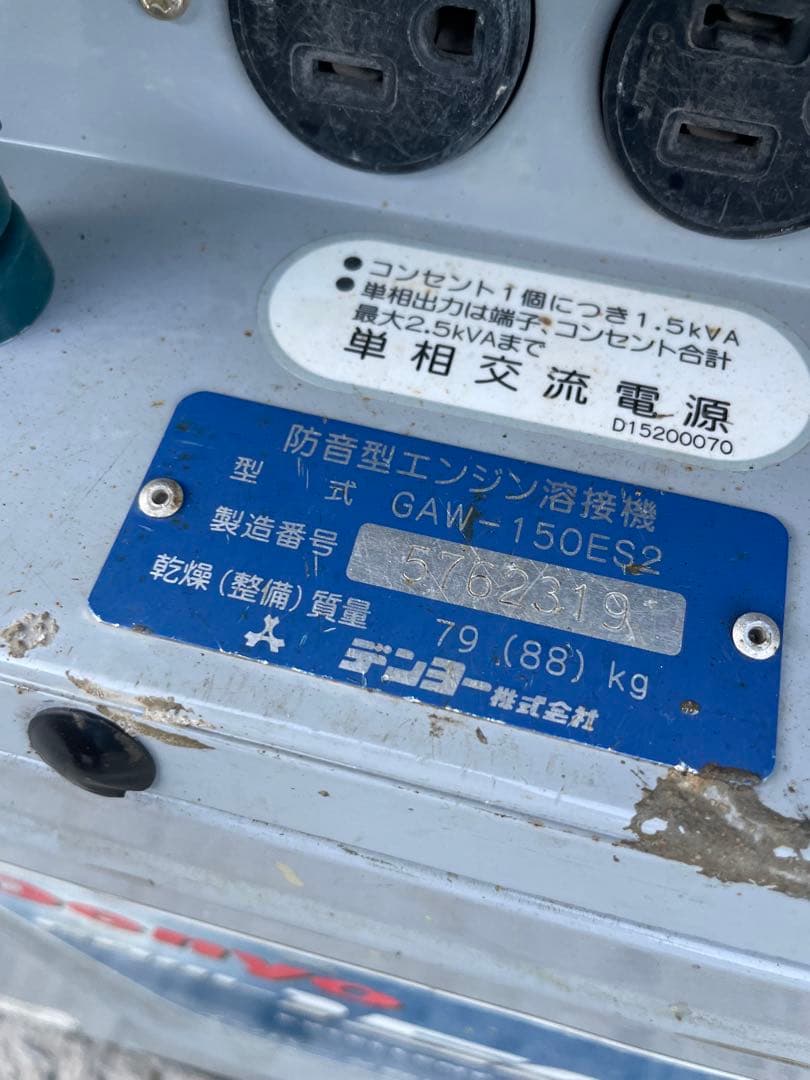 ● コンセント1個につき1.5kVA
● 単相出力は端子、コンセント合計
最大2.5kVAまで
単相交流電源
D15200070
防音型エンジン溶接機
型 式 GAW-150ES2
製造番号 5762319
乾燥(整備)質量 79 (88) kg
デンヨー株式会社
Denyo